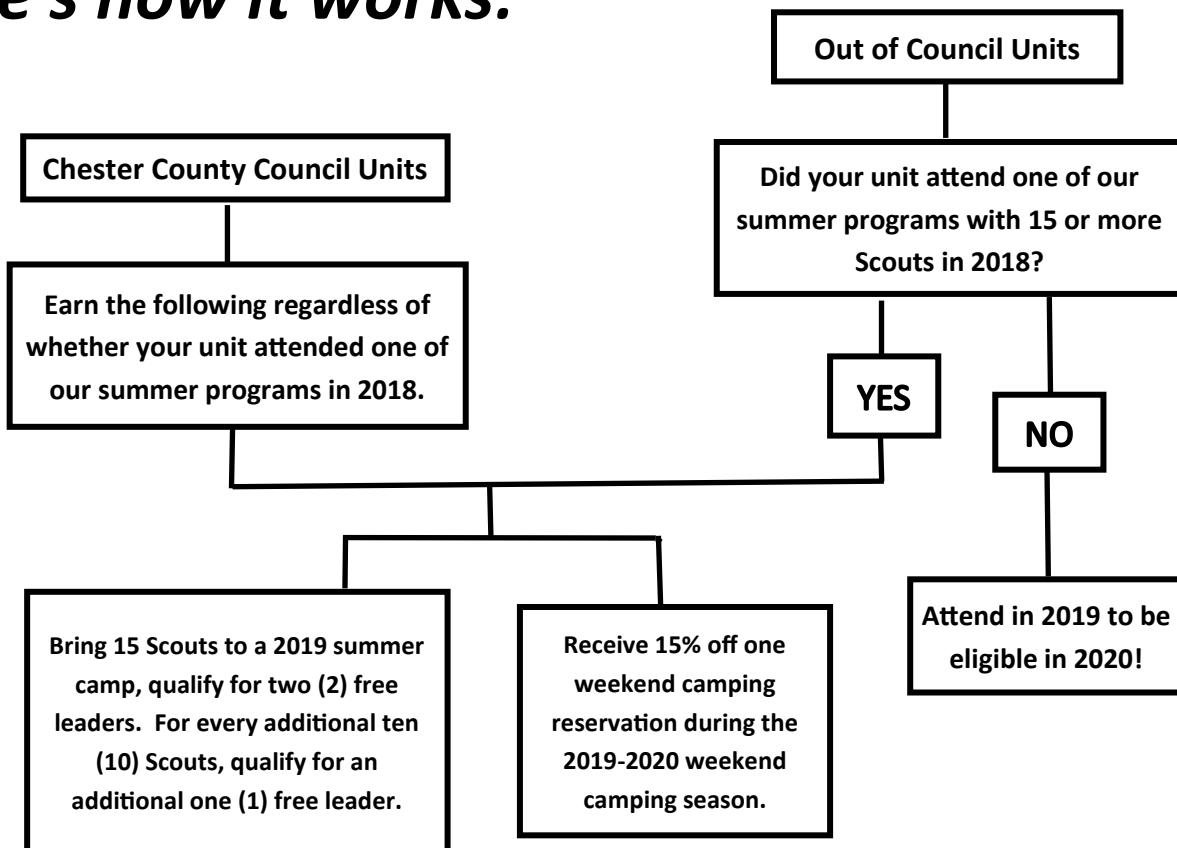 e's how it works:
Out of Council Units
Chester County Council Units
Did your unit attend one of our
summer programs with 15 or more
Scouts in 2018?
Earn the following regardless of
whether your unit attended one of
our summer programs in 2018.
YES
NO
Bring 15 Scouts to a 2019 summer
camp, qualify for two (2) free
leaders. For every additional ten
(10) Scouts, qualify for an
additional one (1) free leader.
Receive 15% off one
weekend camping
reservation during the
2019-2020 weekend
camping season.
Attend in 2019 to be
eligible in 2020!